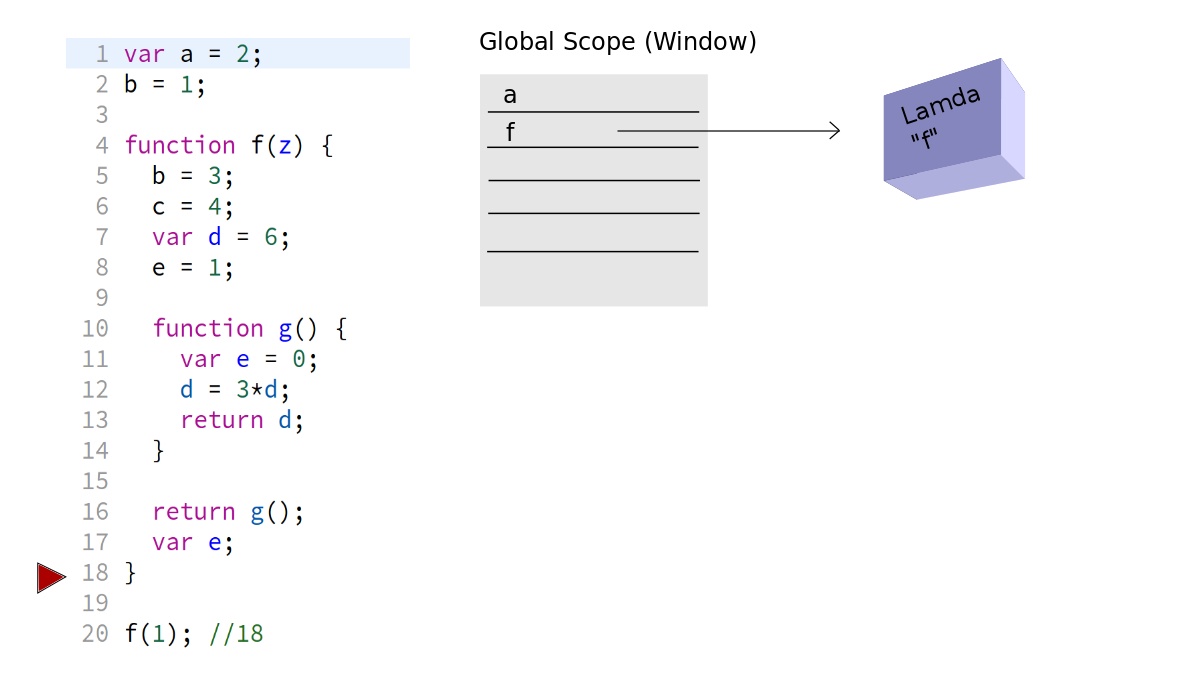 1 var a = 2;
2 b = 1;
3
4 function f(z) {
5   b = 3;
6   c = 4;
7   var d = 6;
8   e = 1;
9
10   function g() {
11     var e = 0;
12     d = 3*d;
13     return d;
14   }
15
16   return g();
17   var e;
18 }
19
20 f(1); //18
Global Scope (Window)
a
f
Lamda
"f"